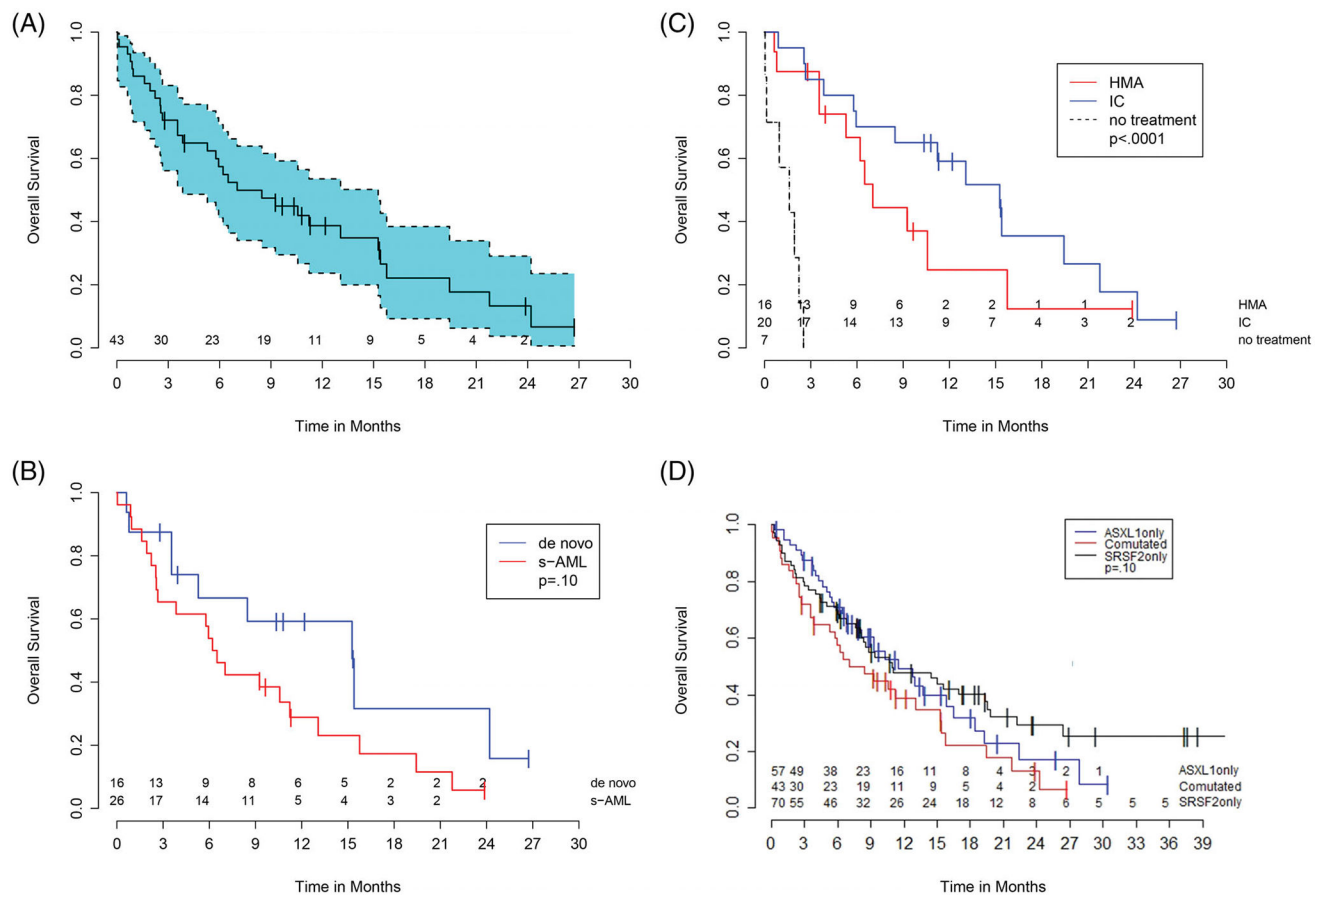 (A)
1.0
0.8
0.6
0.4
0.2
0.0
Overall Survival
43 30 23 19 11 9 5 4 2
0 3 6 9 12 15 18 21 24 27 30
Time in Months
(C)
1.0
0.8
0.6
0.4
0.2
0.0
Overall Survival
HMA
IC
no treatment
p<.0001
16 13 9 6 2 2 1 1 HMA
20 17 14 13 9 7 4 3 2 IC
7 no treatment
0 3 6 9 12 15 18 21 24 27 30
Time in Months
(B)
1.0
0.8
0.6
0.4
0.2
0.0
Overall Survival
de novo
s−AML
p=.10
16 13 9 8 6 5 2 2 2 de novo
26 17 14 11 5 4 3 2 s−AML
0 3 6 9 12 15 18 21 24 27 30
Time in Months
(D)
1.0
0.8
0.6
0.4
0.2
0.0
Overall Survival
ASXL1only
Comutated
SRSF2only
p=.10
57 49 38 23 16 11 8 4 3 2 1 ASXL1only
43 30 23 19 11 9 5 4 2 Comutated
70 55 46 32 26 24 18 12 8 6 5 5 5 SRSF2only
0 3 6 9 12 15 18 21 24 27 30 33 36 39
Time in Months